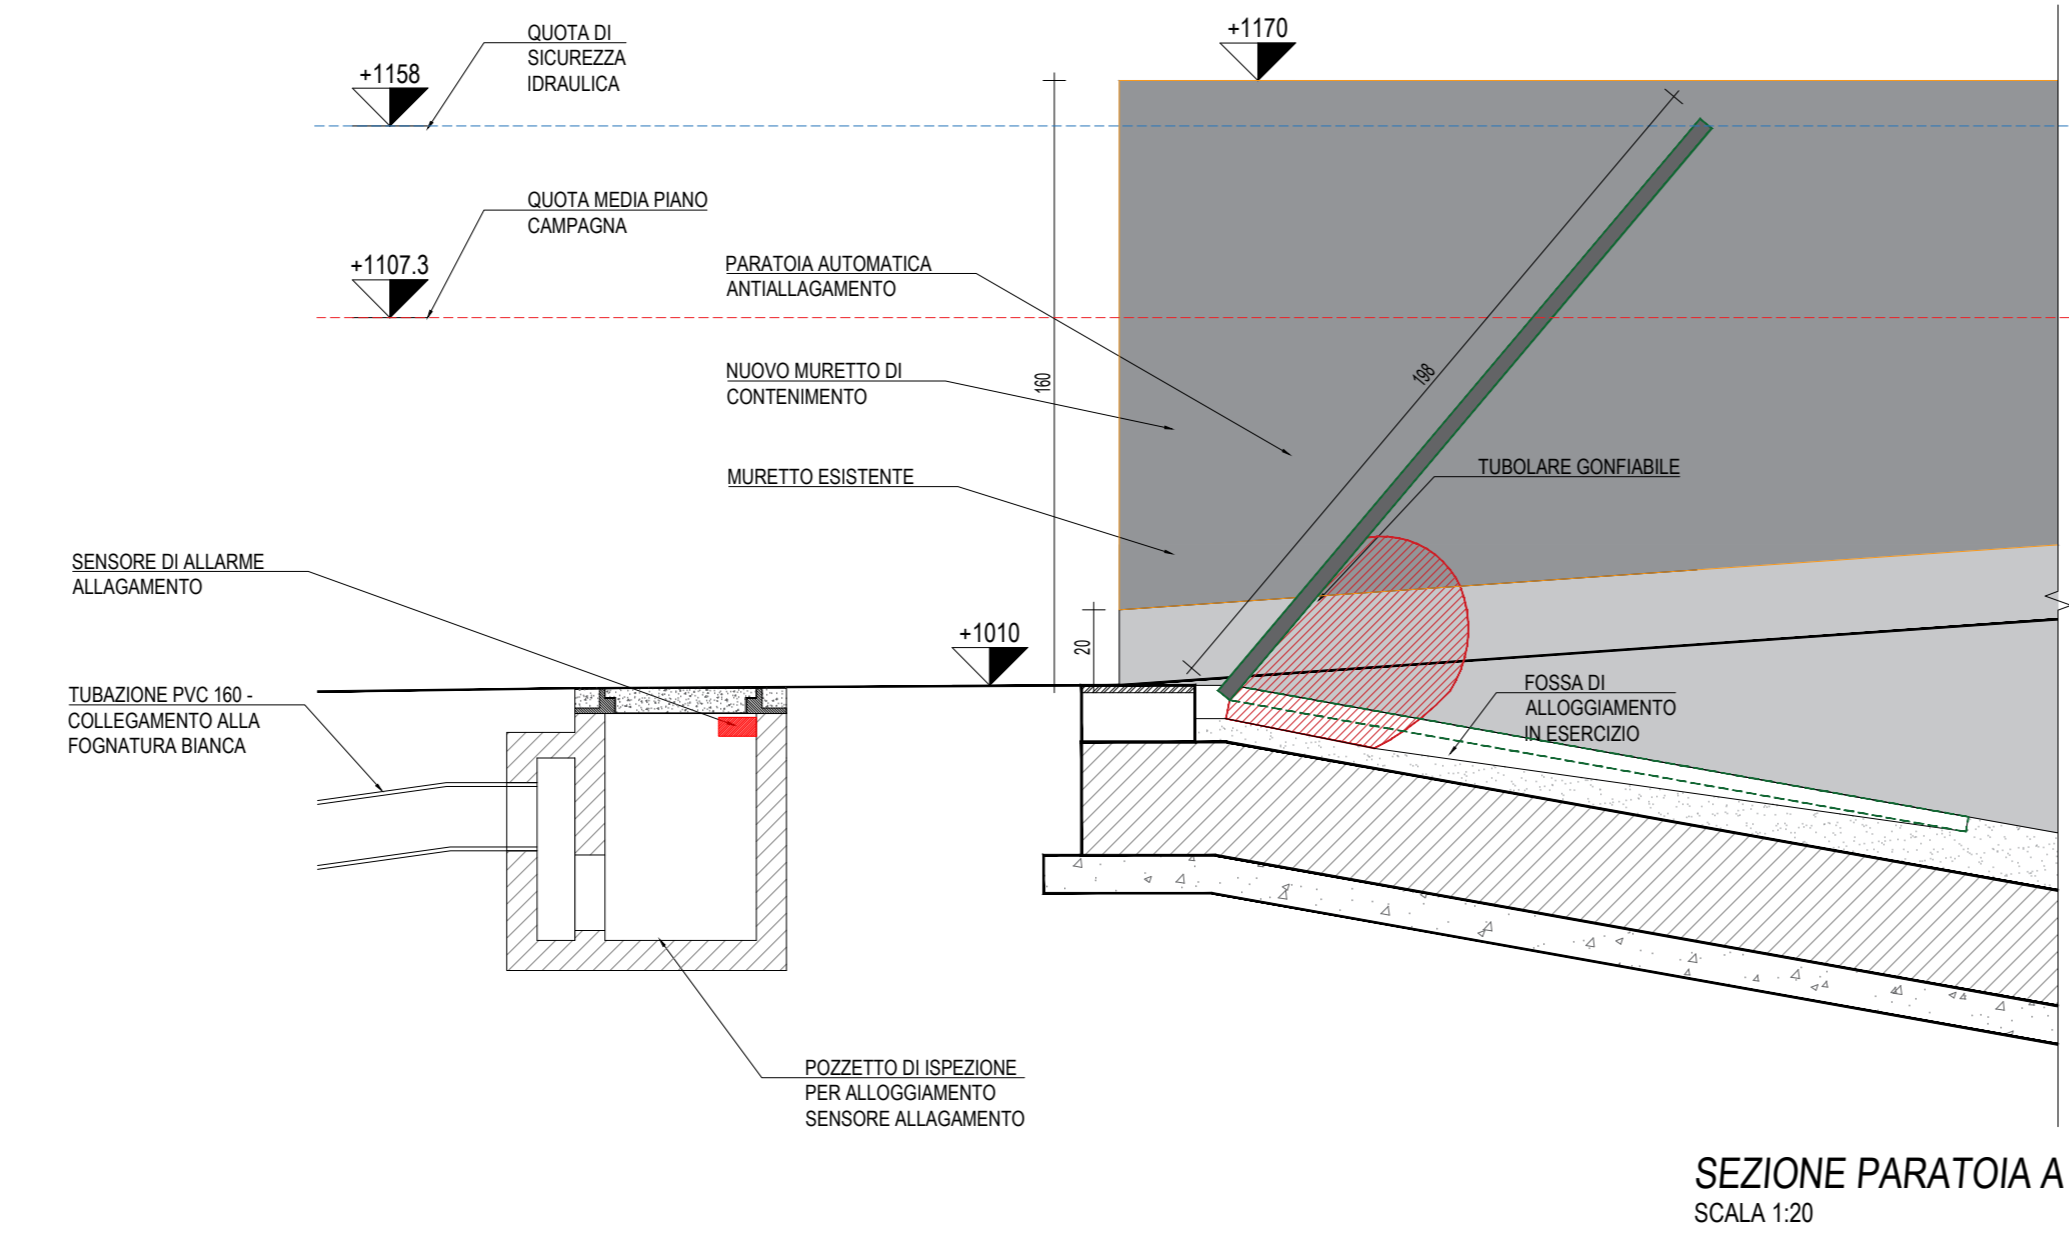 QUOTA DI
SICUREZZA
IDRAULICA
+1158
+1170
QUOTA MEDIA PIANO
CAMPAGNA
+1107.3
PARATOIA AUTOMATICA
ANTIALLAGAMENTO
NUOVO MURETTO DI
CONTENIMENTO
160
198
MURETTO ESISTENTE
TUBOLARE GONFIABILE
SENSORE DI ALLARME
ALLAGAMENTO
+1010
20
TUBAZIONE PVC 160 -
COLLEGAMENTO ALLA
FOGNATURA BIANCA
FOSSA DI
ALLOGGIAMENTO
IN ESERCIZIO
POZZETTO DI ISPEZIONE
PER ALLOGGIAMENTO
SENSORE ALLAGAMENTO
SEZIONE PARATOIA A
SCALA 1:20